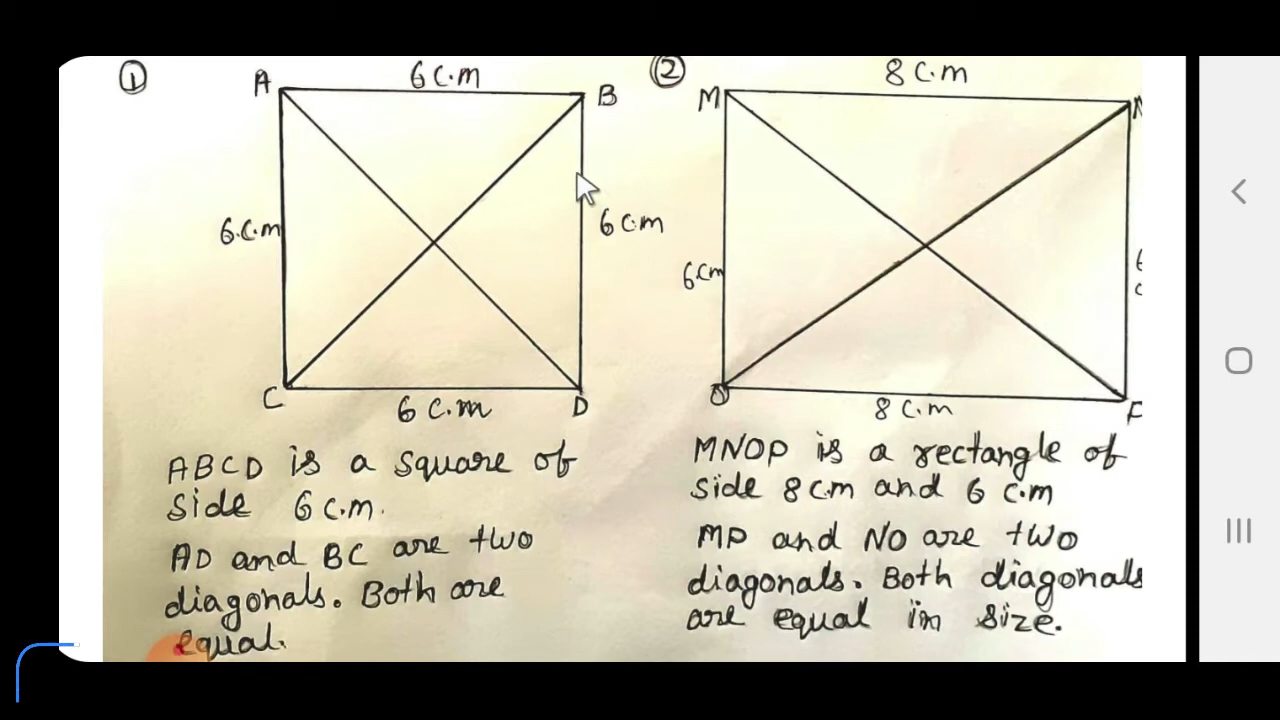 ①
A
6 C.m
B
6.C.m
6 C.m
C
6 C.m
D
ABCD is a square of
side 6 C.m.
AD and BC are two
diagonals. Both are
equal.
②
M
8 C.m
6 Cm
O
8 C.m
MNOP is a rectangle of
side 8 Cm and 6 C.m
MP and NO are two
diagonals. Both diagonals
are equal in size.